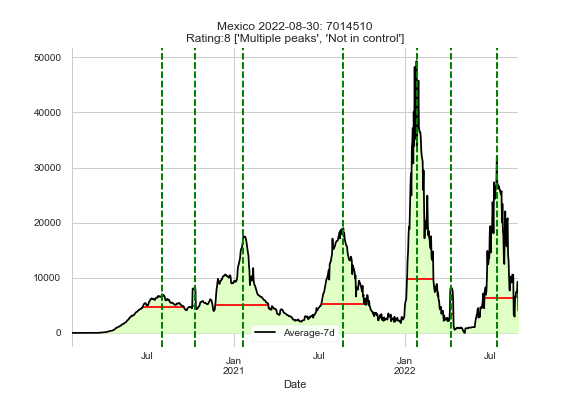 Mexico 2022-08-30: 7014510
Rating:8 ['Multiple peaks', 'Not in control']
50000
40000
30000
20000
10000
0
Average-7d
Jul
Jan
2021
Jul
Jan
2022
Jul
Date